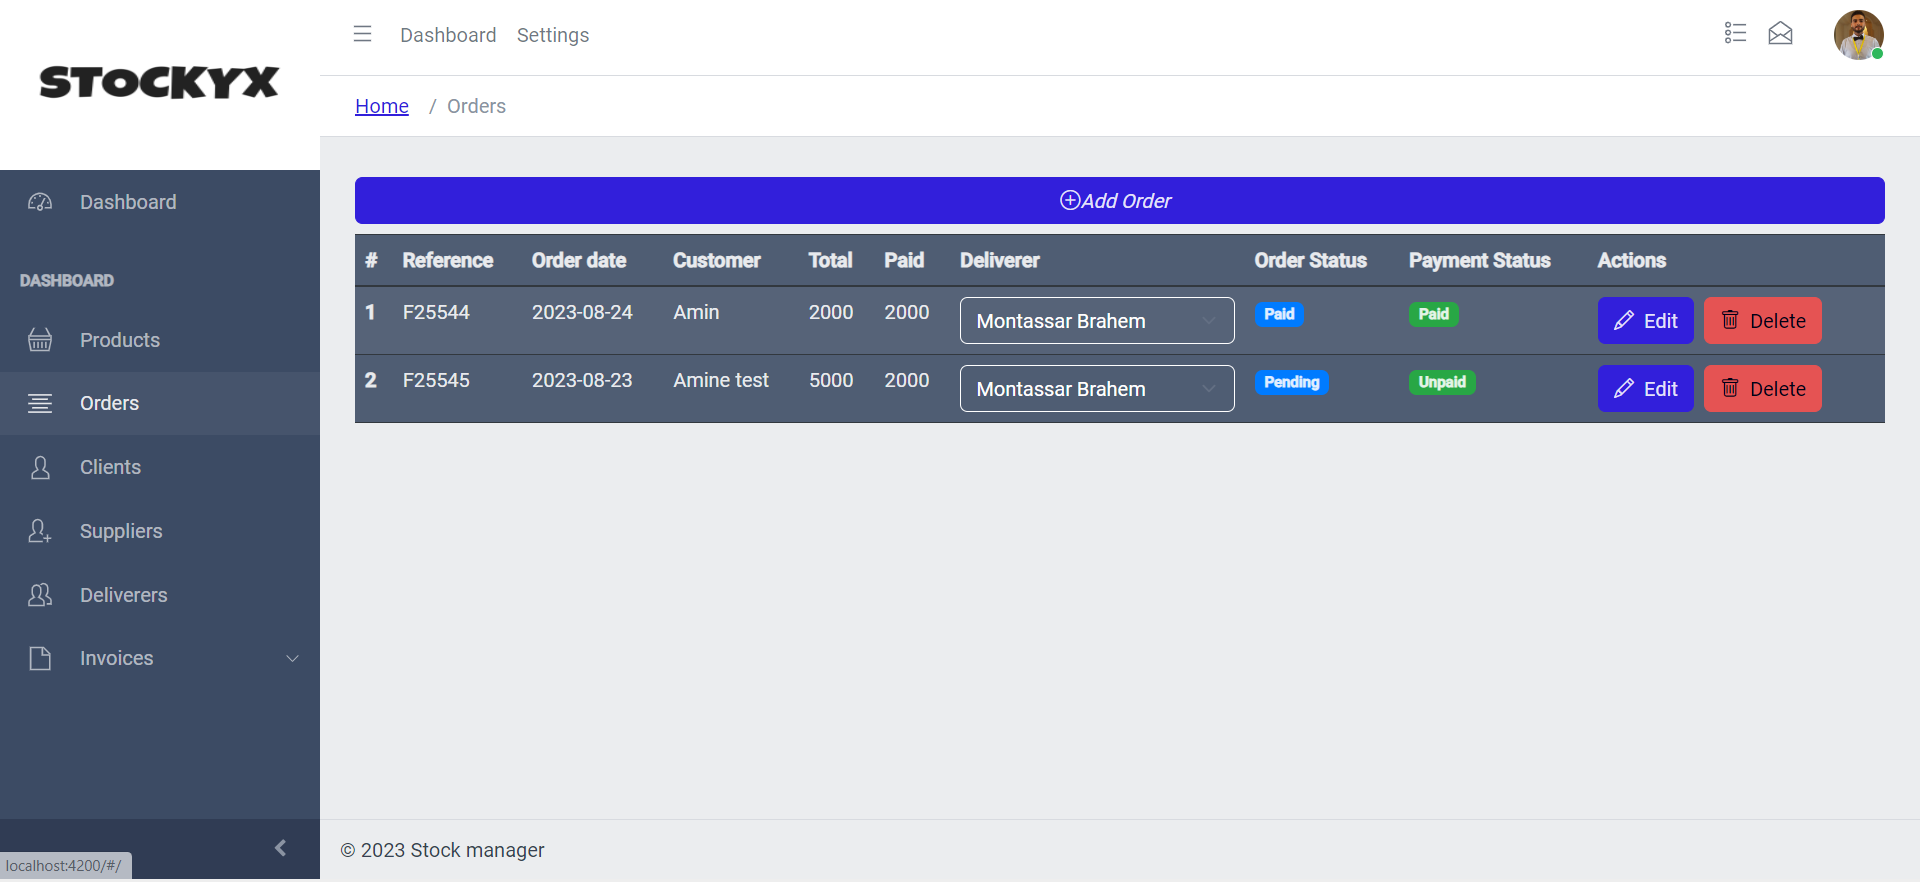 STOCKYX
Dashboard Settings
Home / Orders
Dashboard
DASHBOARD
Products
Orders
Clients
Suppliers
Deliverers
Invoices
Add Order
# Reference Order date Customer Total Paid Deliverer Order Status Payment Status Actions
1 F25544 2023-08-24 Amin 2000 2000 Montassar Brahem Paid Paid Edit Delete
2 F25545 2023-08-23 Amine test 5000 2000 Montassar Brahem Pending Unpaid Edit Delete
© 2023 Stock manager
localhost:4200/#/